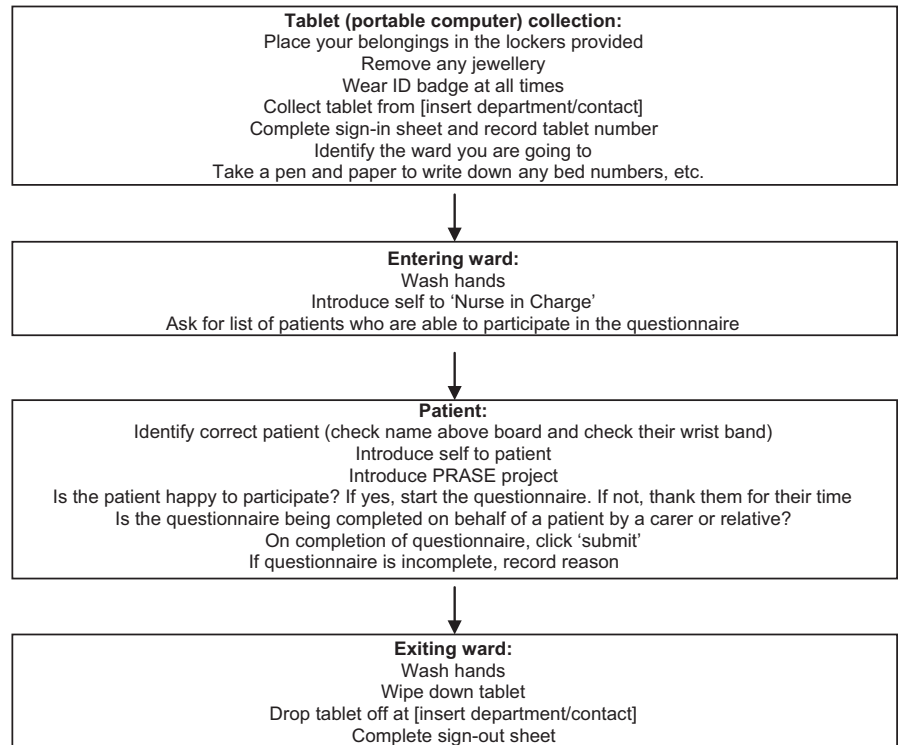 Tablet (portable computer) collection:
Place your belongings in the lockers provided
Remove any jewellery
Wear ID badge at all times
Collect tablet from [insert department/contact]
Complete sign-in sheet and record tablet number
Identify the ward you are going to
Take a pen and paper to write down any bed numbers, etc.
Entering ward:
Wash hands
Introduce self to ‘Nurse in Charge’
Ask for list of patients who are able to participate in the questionnaire
Patient:
Identify correct patient (check name above board and check their wrist band)
Introduce self to patient
Introduce PRASE project
Is the patient happy to participate? If yes, start the questionnaire. If not, thank them for their time
Is the questionnaire being completed on behalf of a patient by a carer or relative?
On completion of questionnaire, click ‘submit’
If questionnaire is incomplete, record reason
Exiting ward:
Wash hands
Wipe down tablet
Drop tablet off at [insert department/contact]
Complete sign-out sheet